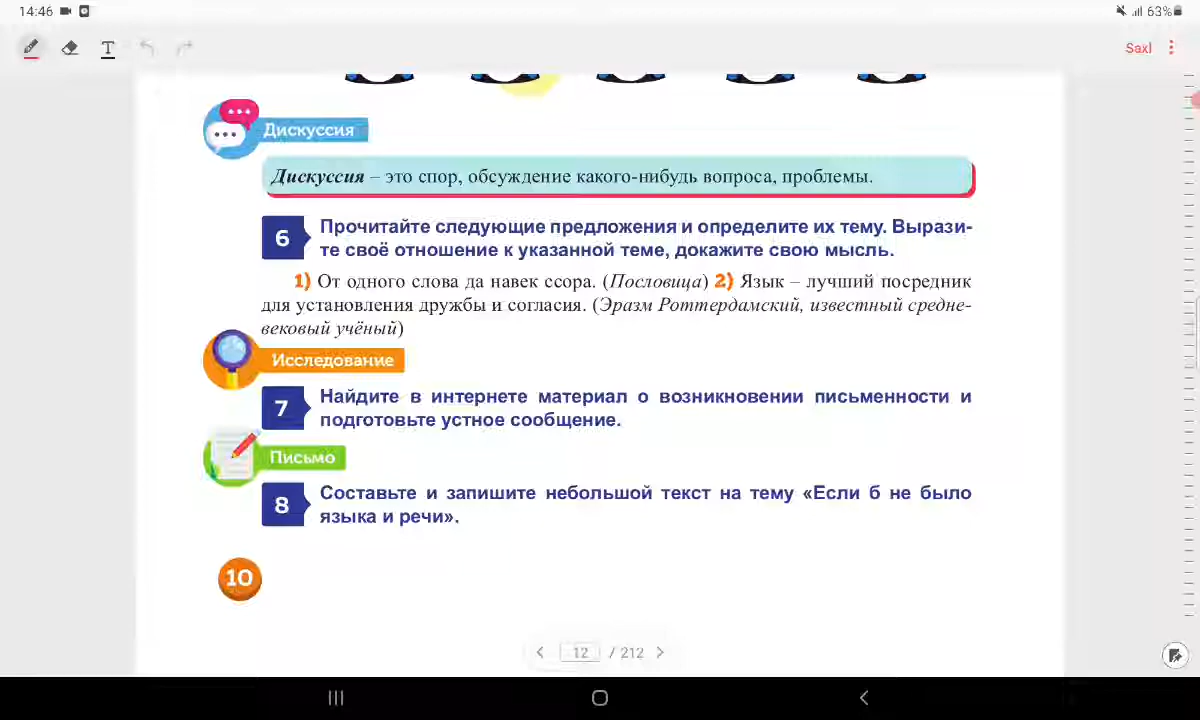 14:46
63%
Saxl
Дискуссия
Дискуссия – это спор, обсуждение какого-нибудь вопроса, проблемы.
6
Прочитайте следующие предложения и определите их тему. Вырази-
те своё отношение к указанной теме, докажите свою мысль.
1) От одного слова да навек ссора. (Пословица) 2) Язык – лучший посредник
для установления дружбы и согласия. (Эразм Роттердамский, известный средне-
вековый учёный)
Исследование
7
Найдите в интернете материал о возникновении письменности и
подготовьте устное сообщение.
Письмо
8
Составьте и запишите небольшой текст на тему «Если б не было
языка и речи».
10
12 / 212